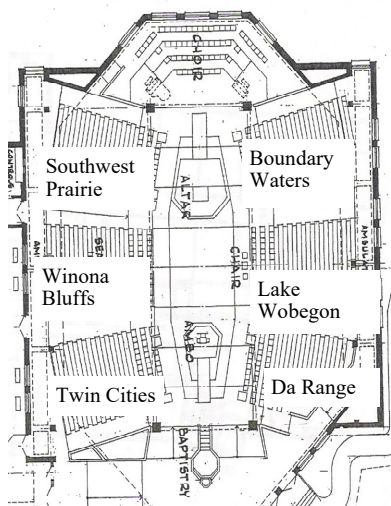 CHOIR
Southwest
Prairie
Boundary
Waters
ALTAR
CHAIR
Winona
Bluffs
Lake
Wobegon
AMBO
Twin Cities
Da Range
BAPTISTRY